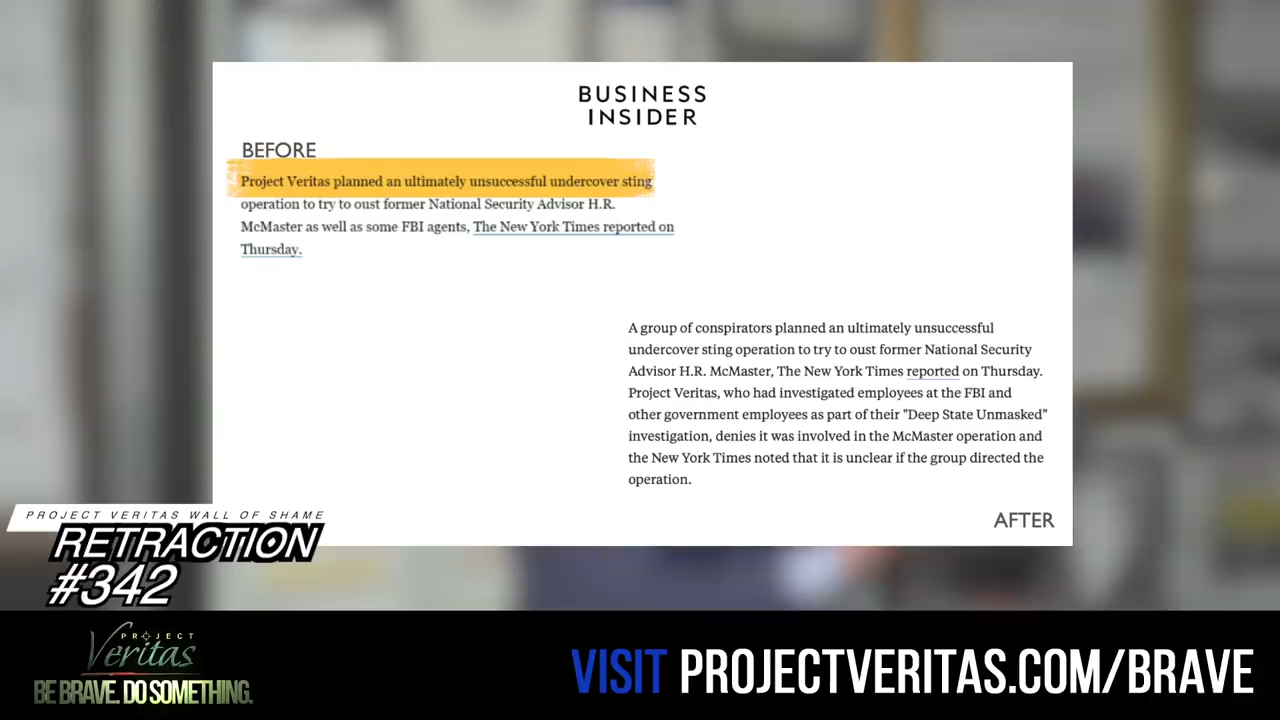 BUSINESS
INSIDER
BEFORE
Project Veritas planned an ultimately unsuccessful undercover sting
operation to try to oust former National Security Advisor H.R.
McMaster as well as some FBI agents, The New York Times reported on
Thursday.
A group of conspirators planned an ultimately unsuccessful
undercover sting operation to try to oust former National Security
Advisor H.R. McMaster, The New York Times reported on Thursday.
Project Veritas, who had investigated employees at the FBI and
other government employees as part of their "Deep State Unmasked"
investigation, denies it was involved in the McMaster operation and
the New York Times noted that it is unclear if the group directed the
operation.
AFTER
PROJECT VERITAS WALL OF SHAME
RETRACTION
#342
PROJECT
Veritas
BE BRAVE. DO SOMETHING.
VISIT PROJECTVERITAS.COM/BRAVE